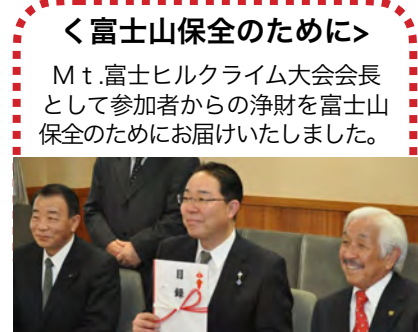 <富士山保全のために>
Ｍｔ.富士ヒルクライム大会会長
として参加者からの浄財を富士山
保全のためにお届けいたしました。
目録